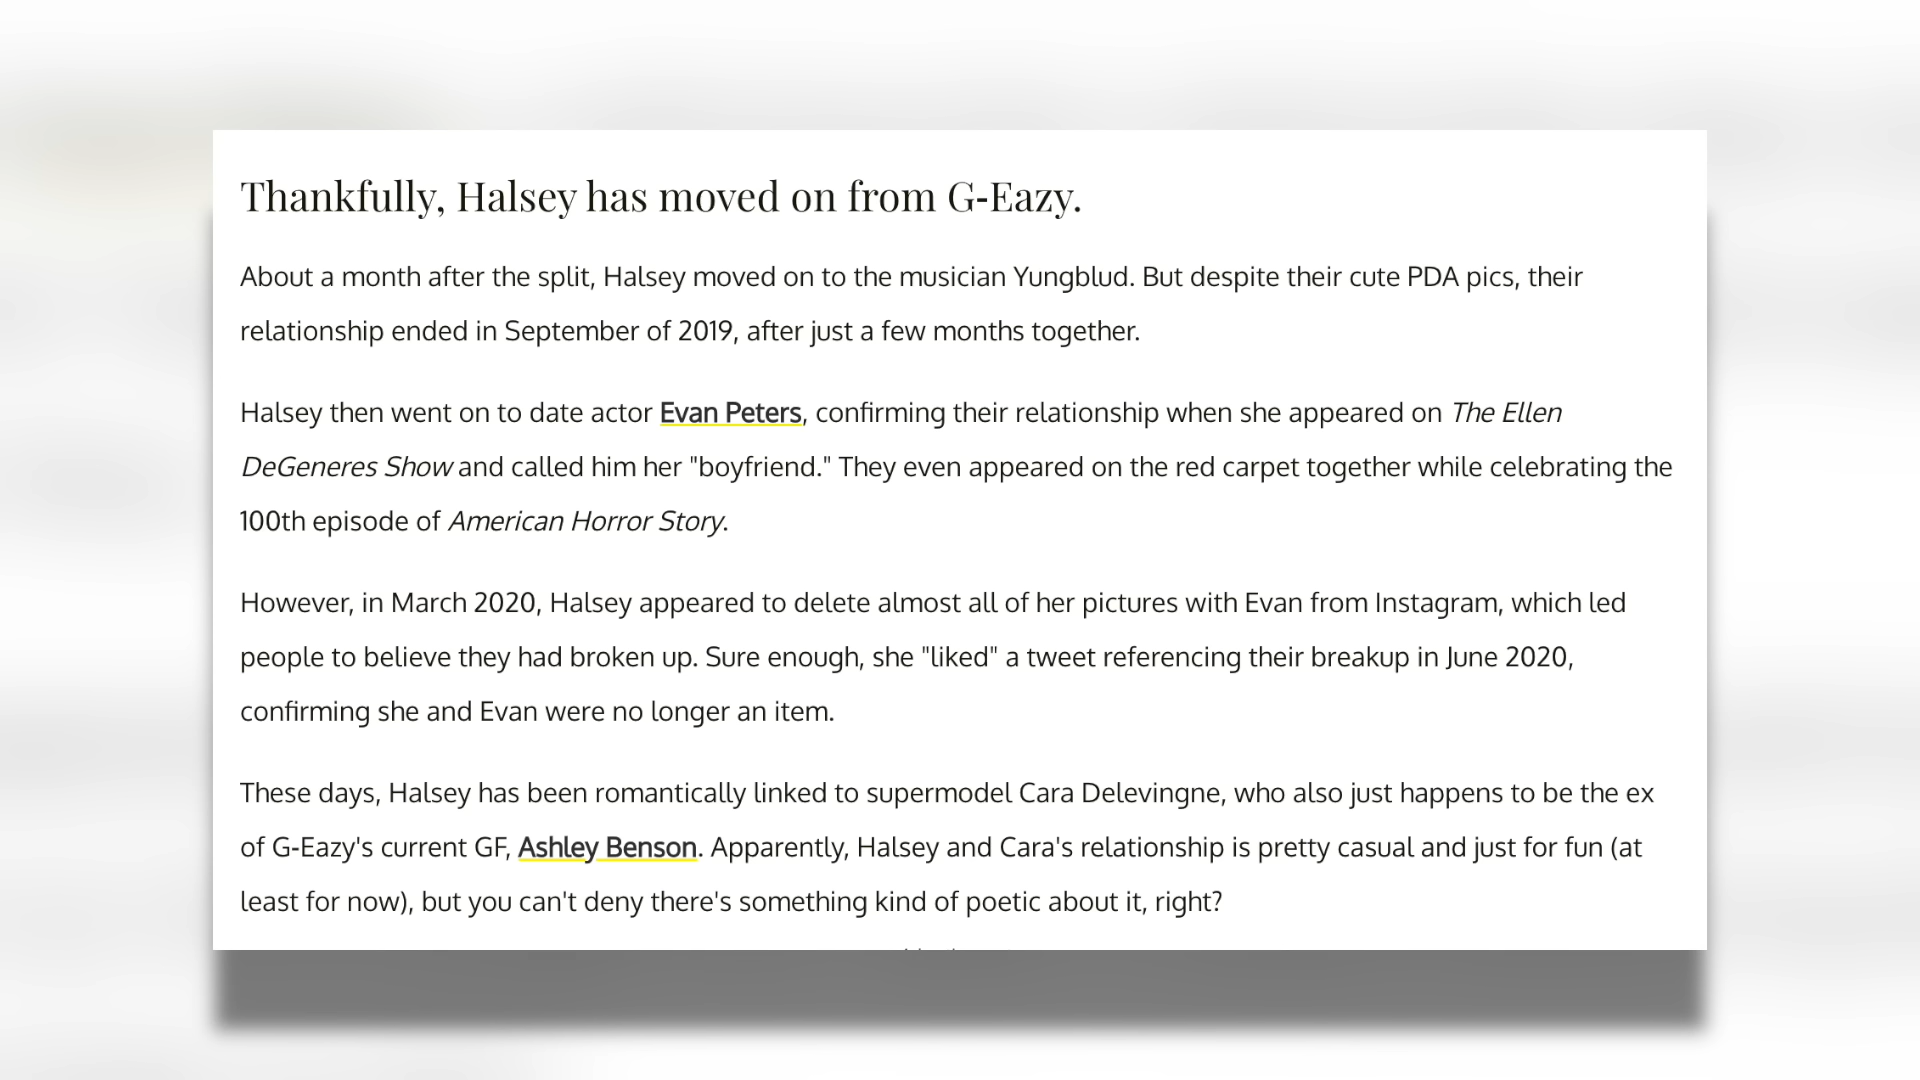 Thankfully, Halsey has moved on from G-Eazy.
About a month after the split, Halsey moved on to the musician Yungblud. But despite their cute PDA pics, their
relationship ended in September of 2019, after just a few months together.
Halsey then went on to date actor Evan Peters, confirming their relationship when she appeared on The Ellen
DeGeneres Show and called him her "boyfriend." They even appeared on the red carpet together while celebrating the
100th episode of American Horror Story.
However, in March 2020, Halsey appeared to delete almost all of her pictures with Evan from Instagram, which led
people to believe they had broken up. Sure enough, she "liked" a tweet referencing their breakup in June 2020,
confirming she and Evan were no longer an item.
These days, Halsey has been romantically linked to supermodel Cara Delevingne, who also just happens to be the ex
of G-Eazy's current GF, Ashley Benson. Apparently, Halsey and Cara's relationship is pretty casual and just for fun (at
least for now), but you can't deny there's something kind of poetic about it, right?